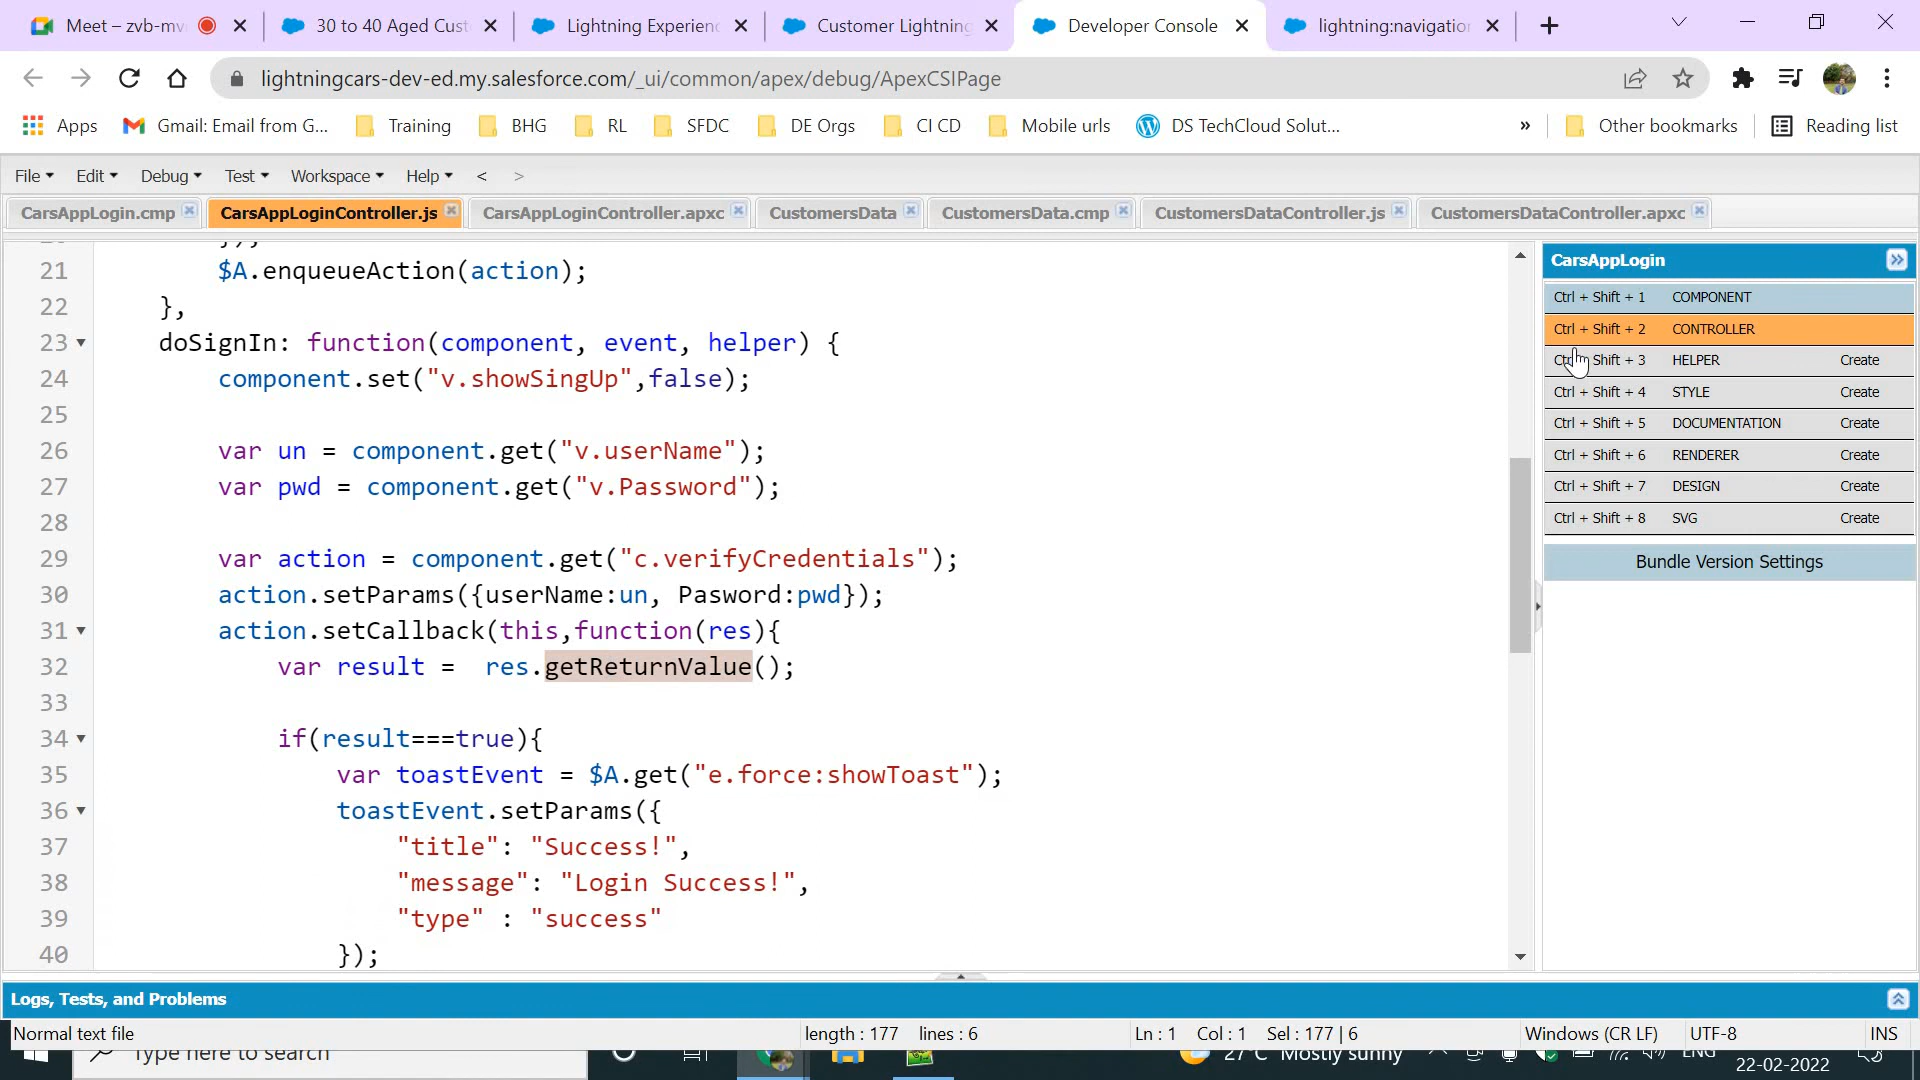 Meet – zvb-mv
30 to 40 Aged Cust
Lightning Experienc
Customer Lightning
Developer Console
lightning:navigation
lightningcars-dev-ed.my.salesforce.com/_ui/common/apex/debug/ApexCSIPage
Apps
Gmail: Email from G...
Training
BHG
RL
SFDC
DE Orgs
CI CD
Mobile urls
DS TechCloud Solut...
»
Other bookmarks
Reading list
File
Edit
Debug
Test
Workspace
Help
<
>
CarsAppLogin.cmp
CarsAppLoginController.js
CarsAppLoginController.apxc
CustomersData
CustomersData.cmp
CustomersDataController.js
CustomersDataController.apxc
21 $A.enqueueAction(action);
22 },
23 doSignIn: function(component, event, helper) {
24 component.set("v.showSingUp",false);
25
26 var un = component.get("v.userName");
27 var pwd = component.get("v.Password");
28
29 var action = component.get("c.verifyCredentials");
30 action.setParams({userName:un, Pasword:pwd});
31 action.setCallback(this,function(res){
32 var result =  res.getReturnValue();
33
34 if(result===true){
35 var toastEvent = $A.get("e.force:showToast");
36 toastEvent.setParams({
37 "title": "Success!",
38 "message": "Login Success!",
39 "type" : "success"
40 });
CarsAppLogin
Ctrl + Shift + 1 COMPONENT
Ctrl + Shift + 2 CONTROLLER
Ctrl + Shift + 3 HELPER Create
Ctrl + Shift + 4 STYLE Create
Ctrl + Shift + 5 DOCUMENTATION Create
Ctrl + Shift + 6 RENDERER Create
Ctrl + Shift + 7 DESIGN Create
Ctrl + Shift + 8 SVG Create
Bundle Version Settings
Logs, Tests, and Problems
Normal text file
length : 177 lines : 6
Ln : 1 Col : 1 Sel : 177 | 6
Windows (CR LF)
UTF-8
INS
Type here to search
27°C Mostly sunny
ENG
22-02-2022